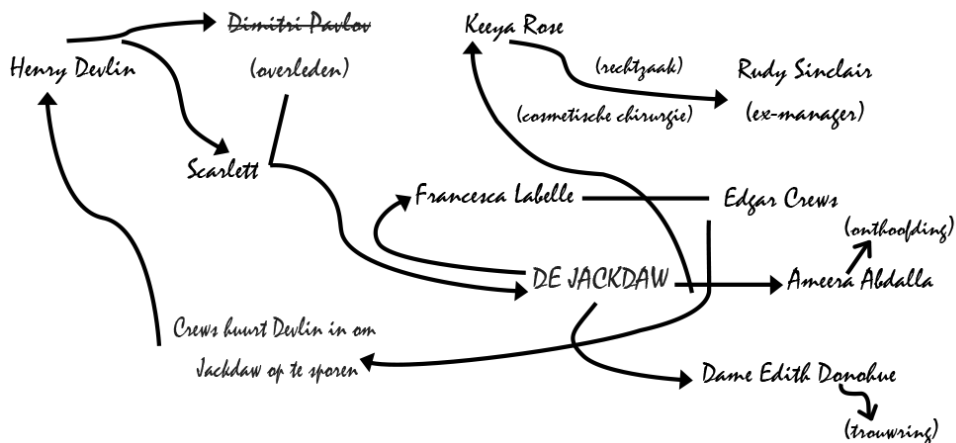 Dimitri Pavlov
Keeya Rose
Henry Devlin
(overleden)
(rechtzaak)
Rudy Sinclair
(cosmetische chirurgie)
(ex-manager)
Scarlett
Francesca Labelle
Edgar Crews
(onthoofding)
DE JACKDAW
Ameera Abdalla
Crews huurt Devlin in om
Jackdaw op te sporen
Dame Edith Donohue
(trouwring)